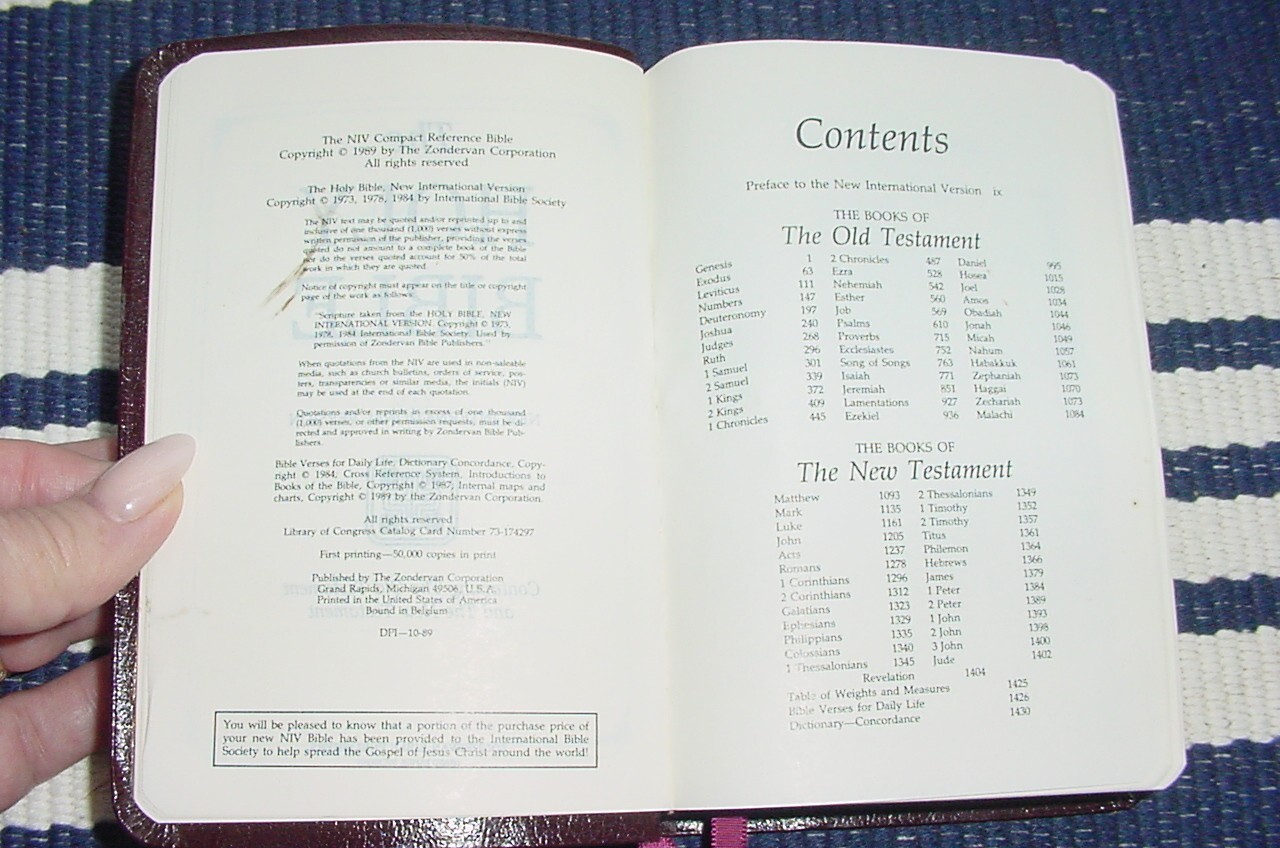 The NIV Compact Reference Bible
Copyright © 1989 by The Zondervan Corporation
All rights reserved
The Holy Bible, New International Version
Copyright © 1973, 1978, 1984 by International Bible Society
The NIV text may be quoted and/or reprinted up to and
inclusive of one thousand (1,000) verses without express
written permission of the publisher, providing the verses
quoted do not amount to a complete book of the Bible
nor do the verses quoted account for 50% of the total
work in which they are quoted.
Notice of copyright must appear on the title or copyright
page of the work as follows:
"Scripture taken from the HOLY BIBLE, NEW
INTERNATIONAL VERSION. Copyright © 1973,
1978, 1984 International Bible Society. Used by
permission of Zondervan Bible Publishers."
When quotations from the NIV are used in non-saleable
media, such as church bulletins, orders of service, pos-
ters, transparencies or similar media, the initials (NIV)
may be used at the end of each quotation.
Quotations and/or reprints in excess of one thousand
(1,000) verses, or other permission requests, must be di-
rected and approved in writing by Zondervan Bible Pub-
lishers.
Bible Verses for Daily Life, Dictionary Concordance, Copy-
right © 1984, Cross Reference System, Introductions to
Books of the Bible, Copyright © 1987; Internal maps and
charts, Copyright © 1989 by the Zondervan Corporation.
All rights reserved
Library of Congress Catalog Card Number 73-174297
First printing—50,000 copies in print
Published by The Zondervan Corporation
Grand Rapids, Michigan 49506, U.S.A.
Printed in the United States of America
Bound in Belgium
DPI—10-89
You will be pleased to know that a portion of the purchase price of
your new NIV Bible has been provided to the International Bible
Society to help spread the Gospel of Jesus Christ around the world!
Contents
Preface to the New International Version ix
THE BOOKS OF
The Old Testament
Genesis 1
Exodus 63
Leviticus 111
Numbers 147
Deuteronomy 197
Joshua 240
Judges 268
Ruth 296
1 Samuel 301
2 Samuel 339
1 Kings 372
2 Kings 409
1 Chronicles 445
2 Chronicles 487
Ezra 528
Nehemiah 542
Esther 560
Job 569
Psalms 610
Proverbs 715
Ecclesiastes 752
Song of Songs 763
Isaiah 771
Jeremiah 851
Lamentations 927
Ezekiel 936
Daniel 995
Hosea 1015
Joel 1028
Amos 1034
Obadiah 1044
Jonah 1046
Micah 1049
Nahum 1057
Habakkuk 1061
Zephaniah 1073
Haggai 1070
Zechariah 1073
Malachi 1084
THE BOOKS OF
The New Testament
Matthew 1093
Mark 1135
Luke 1161
John 1205
Acts 1237
Romans 1278
1 Corinthians 1296
2 Corinthians 1312
Galatians 1323
Ephesians 1329
Philippians 1335
Colossians 1340
1 Thessalonians 1345
2 Thessalonians 1349
1 Timothy 1352
2 Timothy 1357
Titus 1361
Philemon 1364
Hebrews 1366
James 1379
1 Peter 1384
2 Peter 1389
1 John 1393
2 John 1398
3 John 1400
Jude 1402
Revelation 1404
Table of Weights and Measures 1425
Bible Verses for Daily Life 1426
Dictionary—Concordance 1430